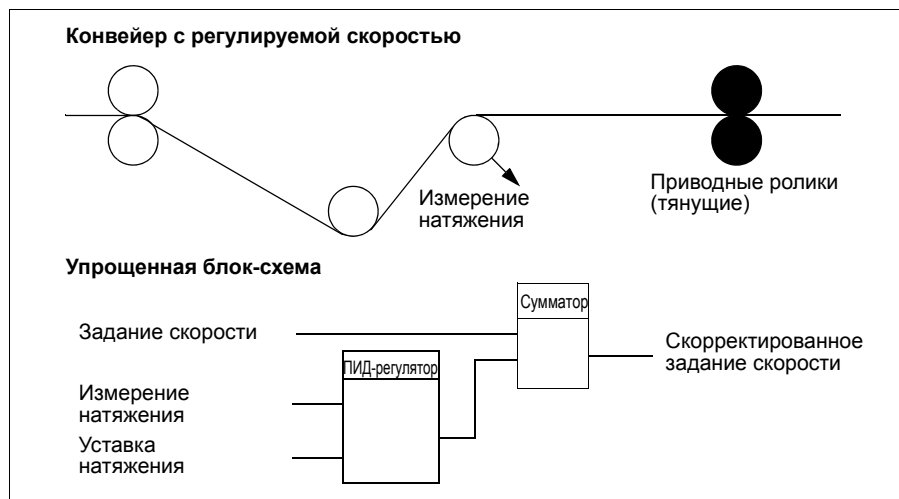 Конвейер с регулируемой скоростью
Измерение
натяжения
Приводные ролики
(тянущие)
Упрощенная блок-схема
Сумматор
Задание скорости
Скорректированное
задание скорости
ПИД-регулятор
Измерение
натяжения
Уставка
натяжения